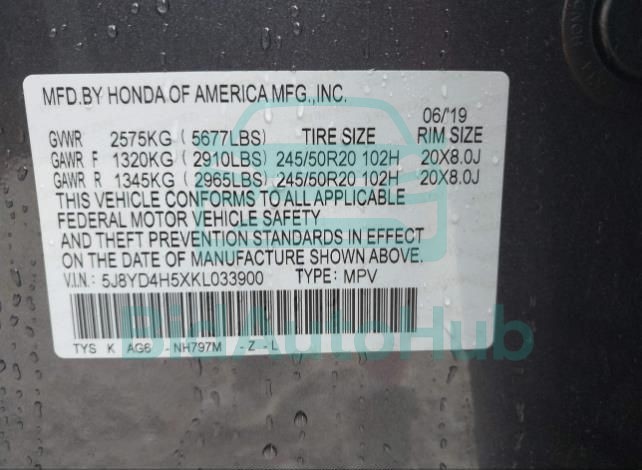 MFD.BY HONDA OF AMERICA MFG.,INC.
06/'19
GVWR 2575KG (5677LBS) TIRE SIZE RIM SIZE
GAWR F 1320KG (2910LBS) 245/50R20 102H 20X8.0J
GAWR R 1345KG (2965LBS) 245/50R20 102H 20X8.0J
THIS VEHICLE CONFORMS TO ALL APPLICABLE
FEDERAL MOTOR VEHICLE SAFETY
AND THEFT PREVENTION STANDARDS IN EFFECT
ON THE DATE OF MANUFACTURE SHOWN ABOVE.
V.I.N.: 5J8YD4H5XKL033900 TYPE: MPV
BidAutoHub
TYS K AG6 -NH797M -Z -L